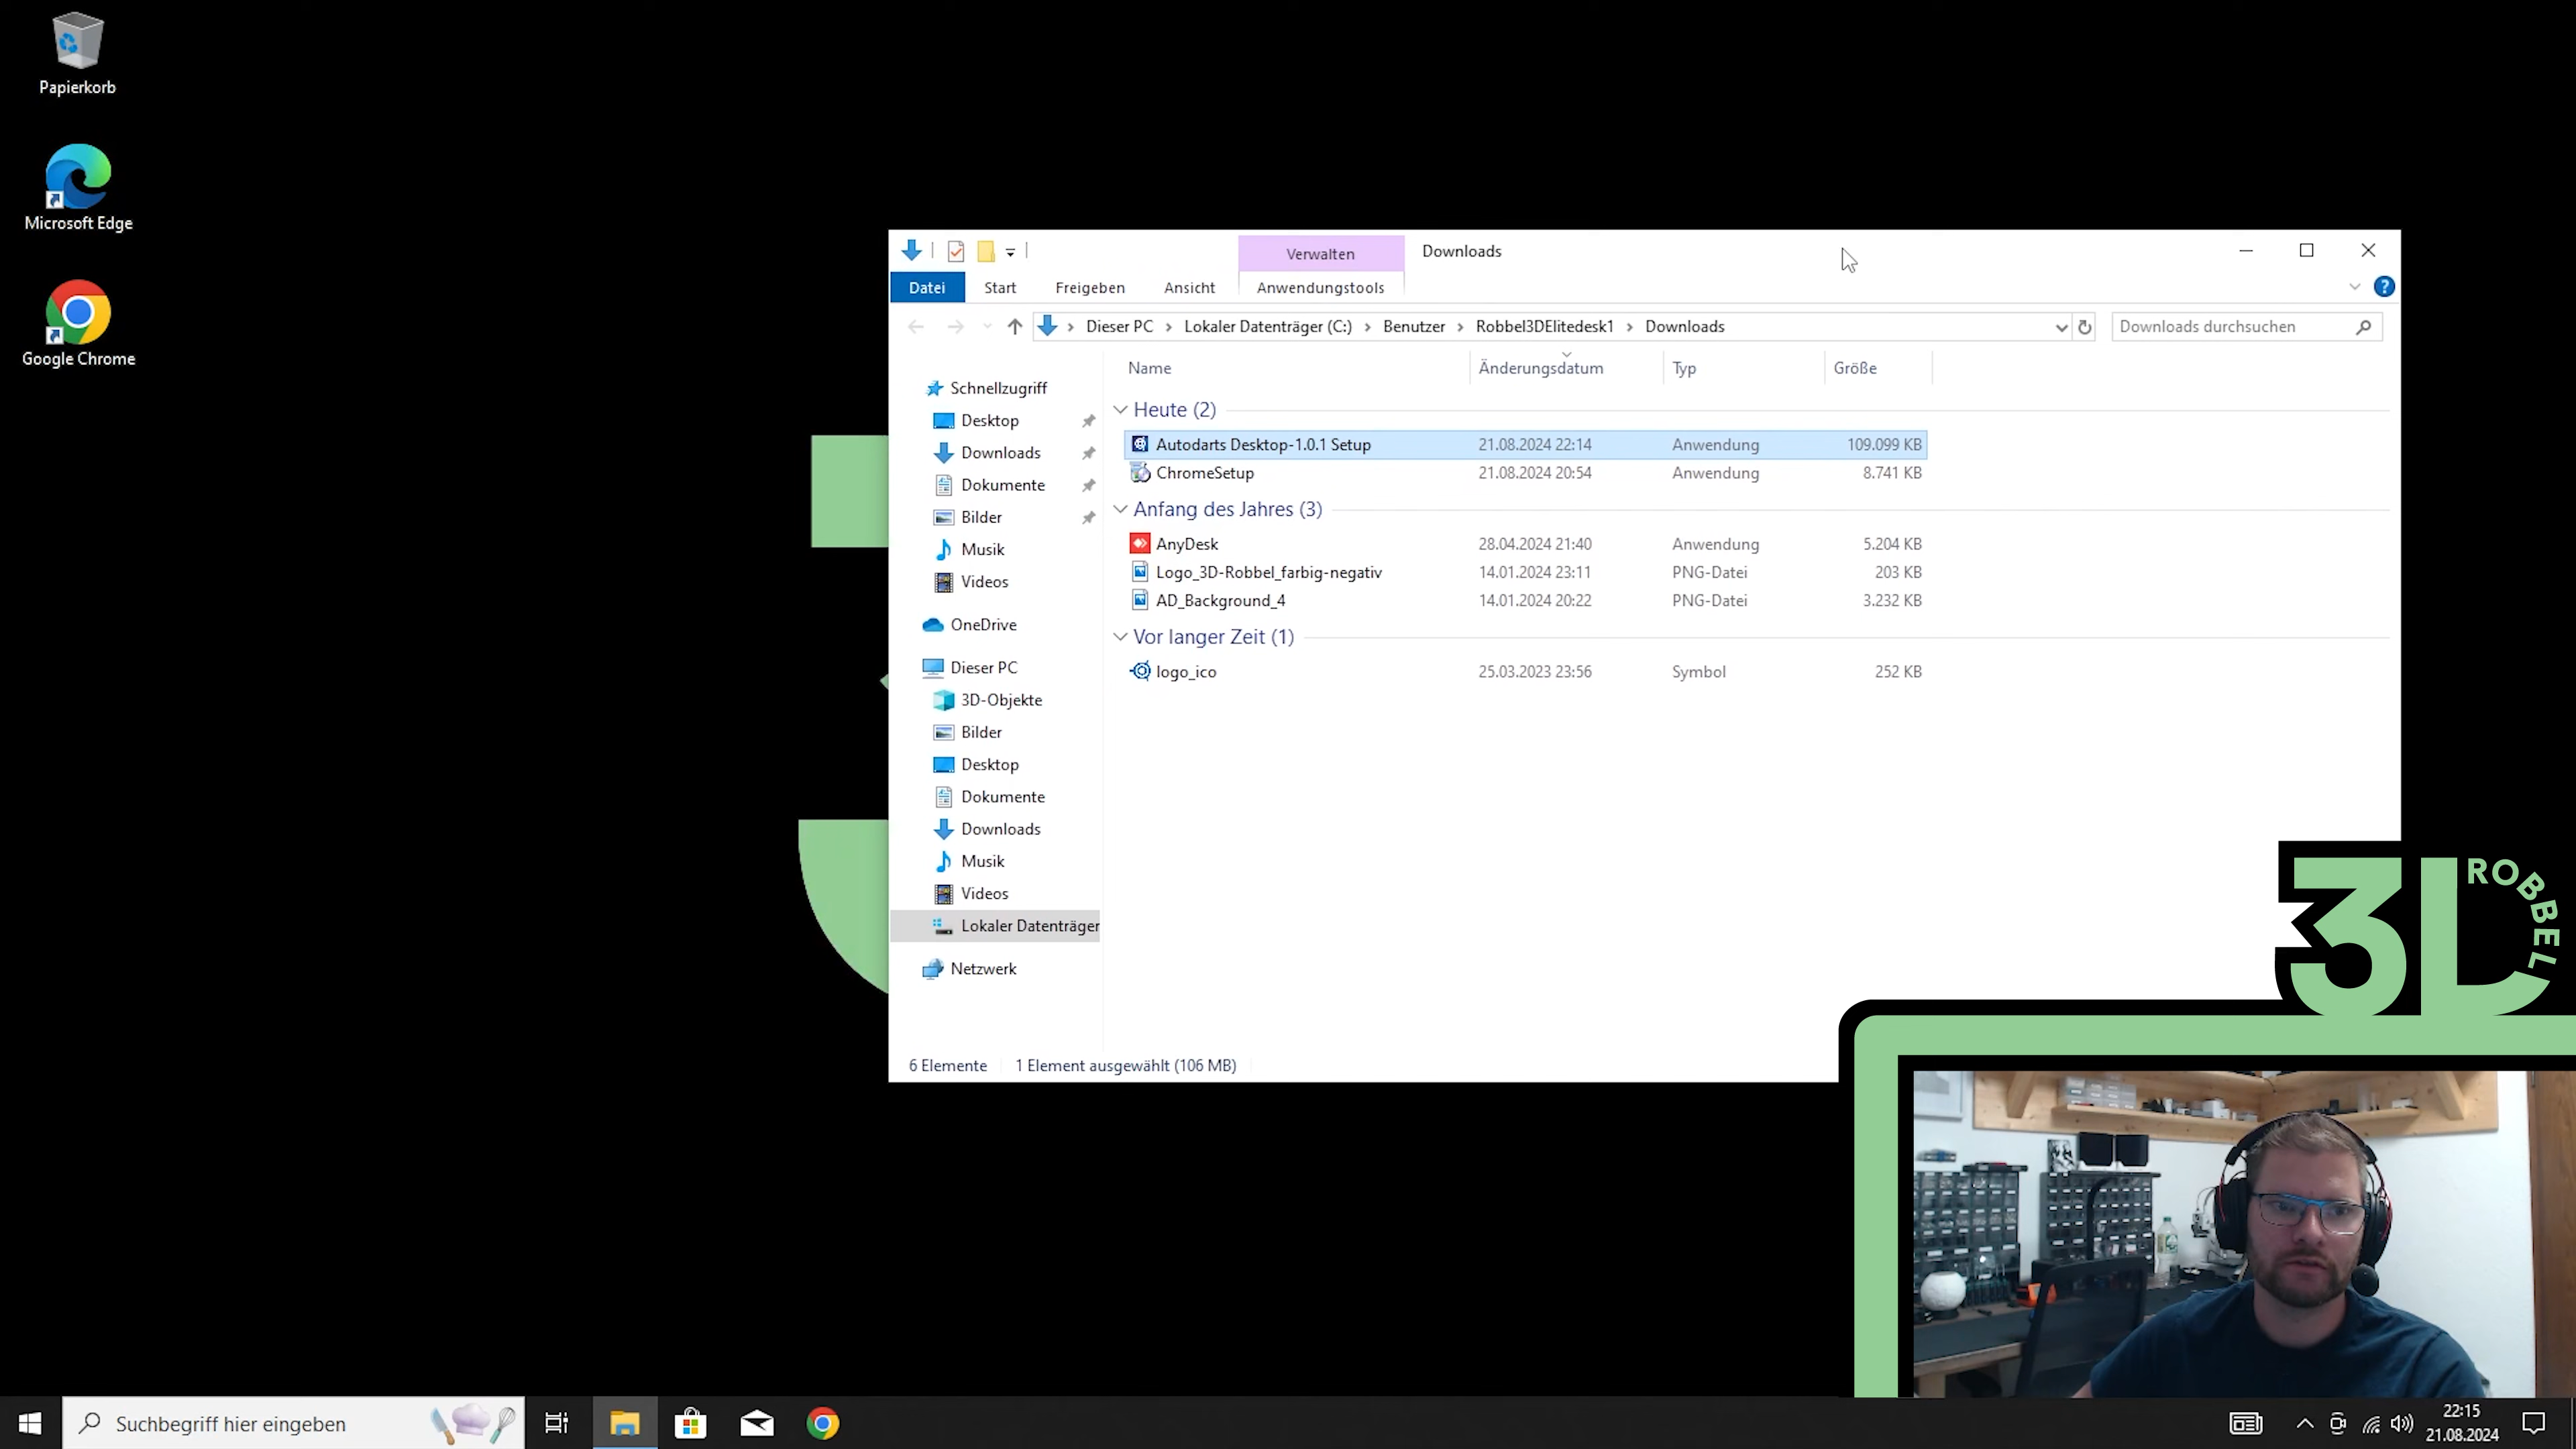 Papierkorb
Microsoft Edge
Google Chrome
Verwalten
Downloads
Datei
Start
Freigeben
Ansicht
Anwendungstools
?
Dieser PC
Lokaler Datenträger (C:)
Benutzer
Robbel3DElitedesk1
Downloads
Downloads durchsuchen
Name
Änderungsdatum
Typ
Größe
Schnellzugriff
Desktop
Downloads
Dokumente
Bilder
Musik
Videos
OneDrive
Dieser PC
3D-Objekte
Bilder
Desktop
Dokumente
Downloads
Musik
Videos
Lokaler Datenträger
Netzwerk
Heute (2)
Autodarts Desktop-1.0.1 Setup 21.08.2024 22:14 Anwendung 109.099 KB
ChromeSetup 21.08.2024 20:54 Anwendung 8.741 KB
Anfang des Jahres (3)
AnyDesk 28.04.2024 21:40 Anwendung 5.204 KB
Logo_3D-Robbel_farbig-negativ 14.01.2024 23:11 PNG-Datei 203 KB
AD_Background_4 14.01.2024 20:22 PNG-Datei 3.232 KB
Vor langer Zeit (1)
logo_ico 25.03.2023 23:56 Symbol 252 KB
6 Elemente
1 Element ausgewählt (106 MB)
3D ROBBEL
Suchbegriff hier eingeben
22:15
21.08.2024